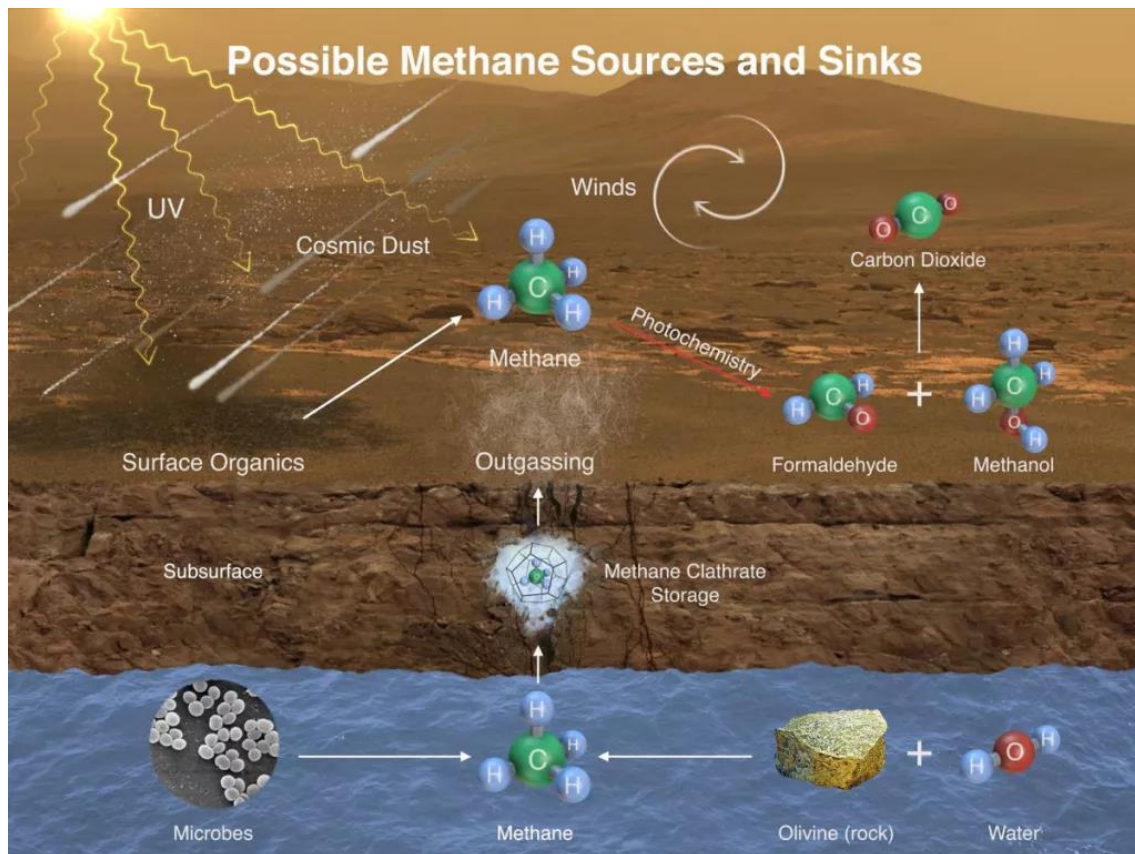 Possible Methane Sources and Sinks
UV
Cosmic Dust
Winds
H
H
C
H
H
Methane
O
C
O
Carbon Dioxide
Photochemistry
H
C
H
O
Formaldehyde
+
H
H
C
H
O
H
Methanol
Surface Organics
Outgassing
Subsurface
Methane Clathrate
Storage
Microbes
H
H
C
H
H
Methane
Olivine (rock)
+
H
O
H
Water